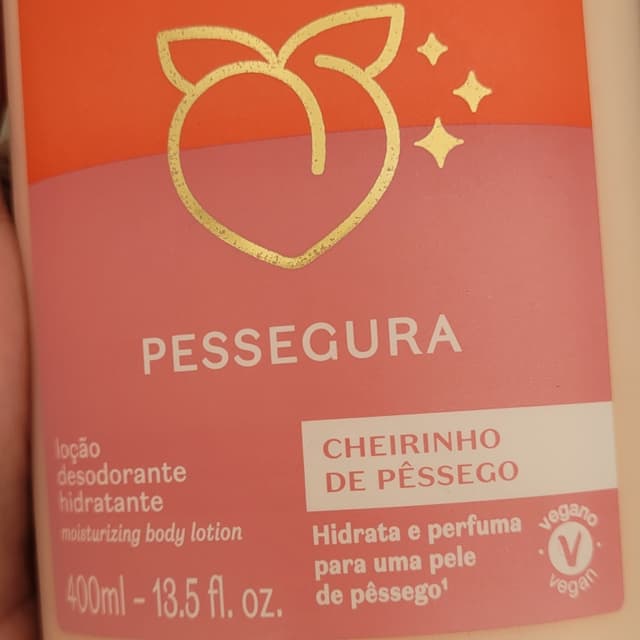 PESSEGURA
loção
desodorante
hidratante
moisturizing body lotion
400ml - 13.5 fl. oz.
CHEIRINHO
DE PÊSSEGO
Hidrata e perfuma
para uma pele
de pêssego¹
vegano
V
vegan